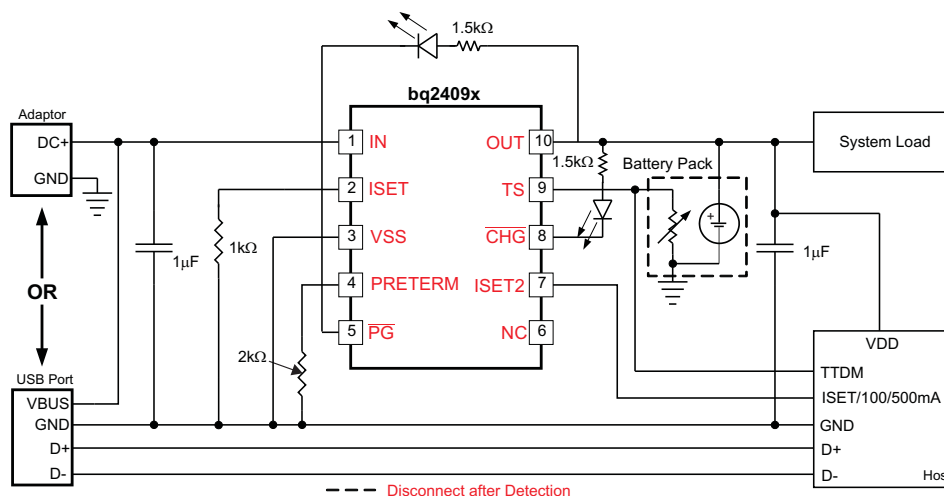 1.5kΩ
bq2409x
Adaptor
DC+
GND
OR
USB Port
VBUS
GND
D+
D-
1μF
1kΩ
2kΩ
1 IN
2 ISET
3 VSS
4 PRETERM
5 PG
OUT 10
TS 9
CHG 8
ISET2 7
NC 6
1.5kΩ
Battery Pack
+
1μF
System Load
VDD
TTDM
ISET/100/500mA
GND
D+
D-
Hos
Disconnect after Detection